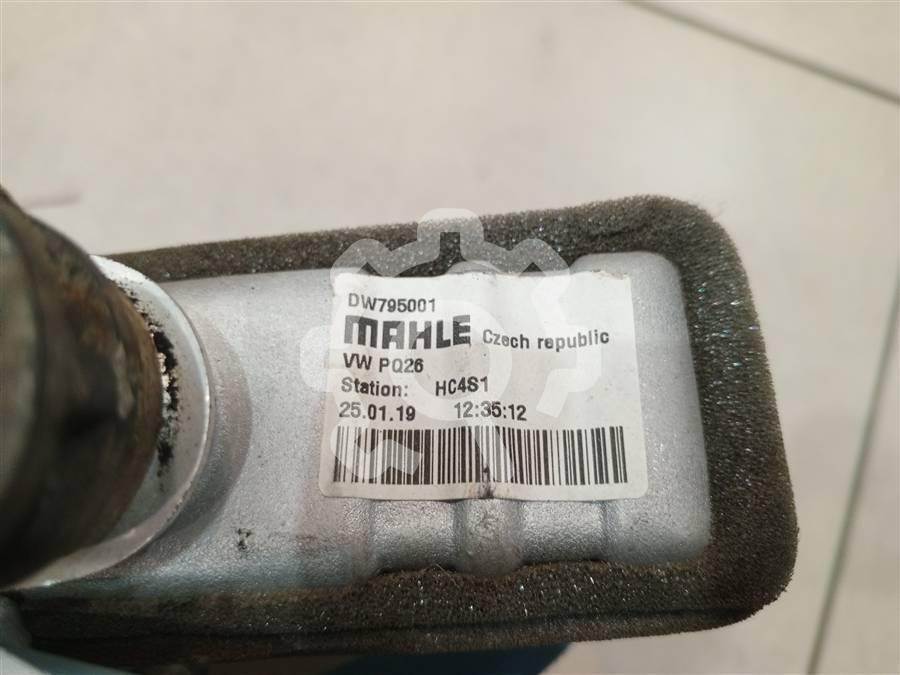 DW795001
MAHLE Czech republic
VW PQ26
Station: HC4S1
25.01.19 12:35:12